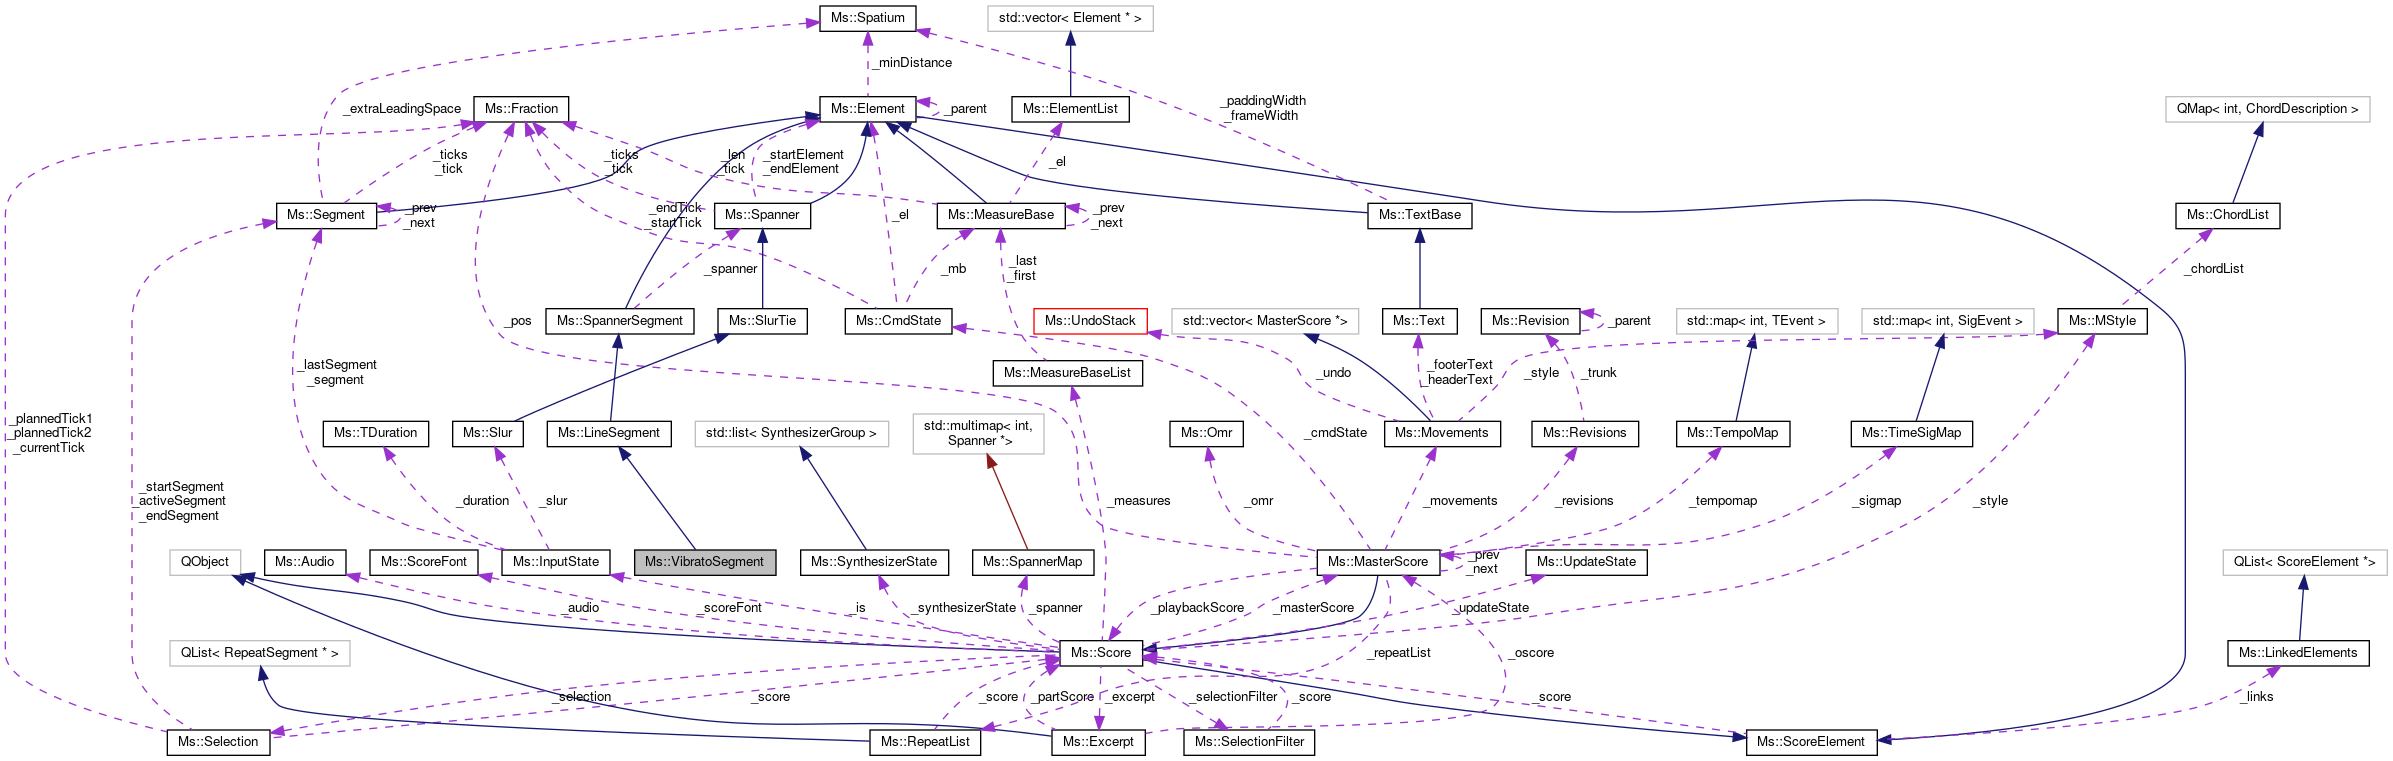 Ms::Spatium
std::vector< Element * >
_minDistance
_extraLeadingSpace
Ms::Fraction
Ms::Element
_parent
Ms::ElementList
_paddingWidth
_frameWidth
QMap< int, ChordDescription >
_ticks
_tick
_ticks
_tick
_len
_tick
_startElement
_endElement
_el
Ms::Segment
_prev
_next
_endTick
_startTick
Ms::Spanner
_el
Ms::MeasureBase
_prev
_next
Ms::TextBase
Ms::ChordList
_spanner
_mb
_last
_first
_chordList
_pos
Ms::SpannerSegment
Ms::SlurTie
Ms::CmdState
Ms::UndoStack
std::vector< MasterScore *>
Ms::Text
Ms::Revision
_parent
std::map< int, TEvent >
std::map< int, SigEvent >
Ms::MStyle
_lastSegment
_segment
Ms::MeasureBaseList
_undo
_footerText
_headerText
_style
_trunk
_plannedTick1
_plannedTick2
_currentTick
Ms::TDuration
Ms::Slur
Ms::LineSegment
std::list< SynthesizerGroup >
std::multimap< int,
Spanner *>
Ms::Omr
_cmdState
Ms::Movements
Ms::Revisions
Ms::TempoMap
Ms::TimeSigMap
_startSegment
_activeSegment
_endSegment
_duration
_slur
_measures
_omr
_movements
_revisions
_tempomap
_sigmap
_style
QObject
Ms::Audio
Ms::ScoreFont
Ms::InputState
Ms::VibratoSegment
Ms::SynthesizerState
Ms::SpannerMap
Ms::MasterScore
_prev
_next
Ms::UpdateState
QList< ScoreElement *>
_audio
_scoreFont
_is
_synthesizerState
_spanner
_playbackScore
_masterScore
_updateState
QList< RepeatSegment * >
Ms::Score
_repeatList
_oscore
Ms::LinkedElements
_selection
_score
_score
_partScore
_excerpt
_selectionFilter
_score
_score
_links
Ms::Selection
Ms::RepeatList
Ms::Excerpt
Ms::SelectionFilter
Ms::ScoreElement